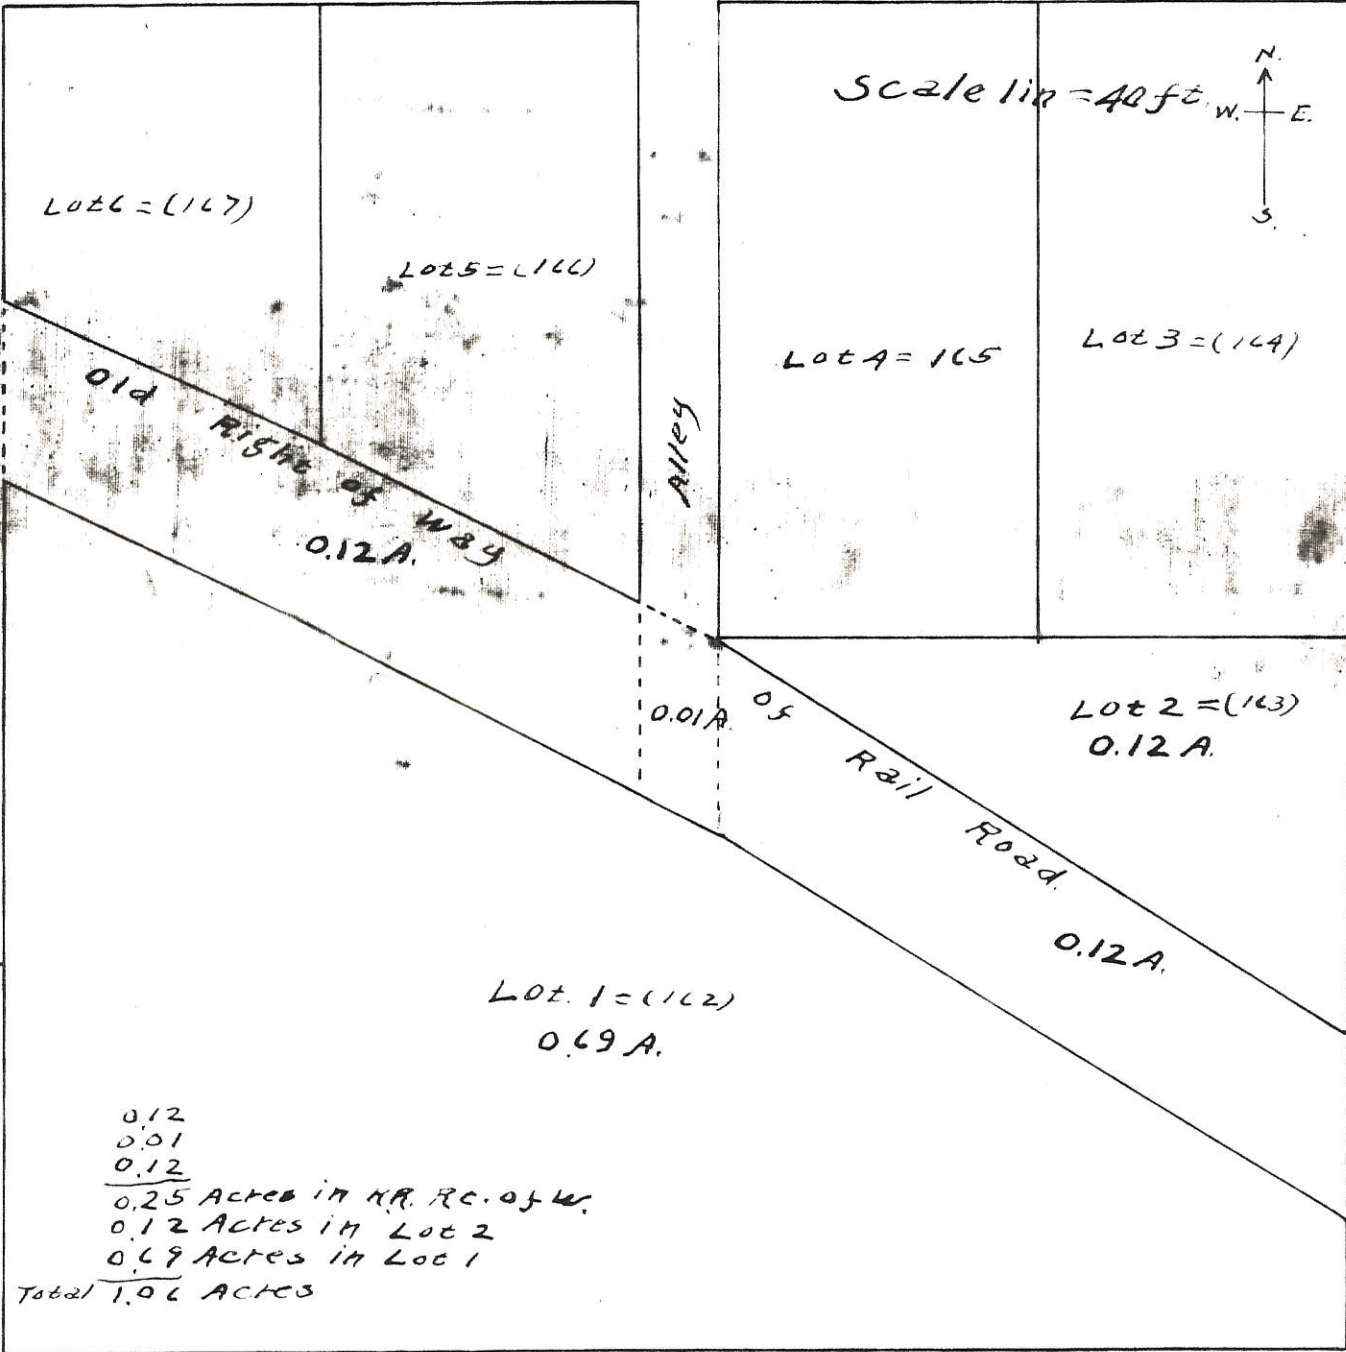 Scale 1in = 40ft.
N.
W. E.
S.
Lot 6 = (167)
Lot 5 = (166)
Lot 4 = 165
Lot 3 = (164)
Alley
Old Right of Way
0.12 A.
0.01 A.
of Rail Road.
0.12 A.
Lot 2 = (163)
0.12 A.
Lot. 1 = (162)
0.69 A.
0.12
0.01
0.12
0.25 Acres in RR. Rt. of W.
0.12 Acres in Lot 2
0.69 Acres in Lot 1
Total 1.06 Acres